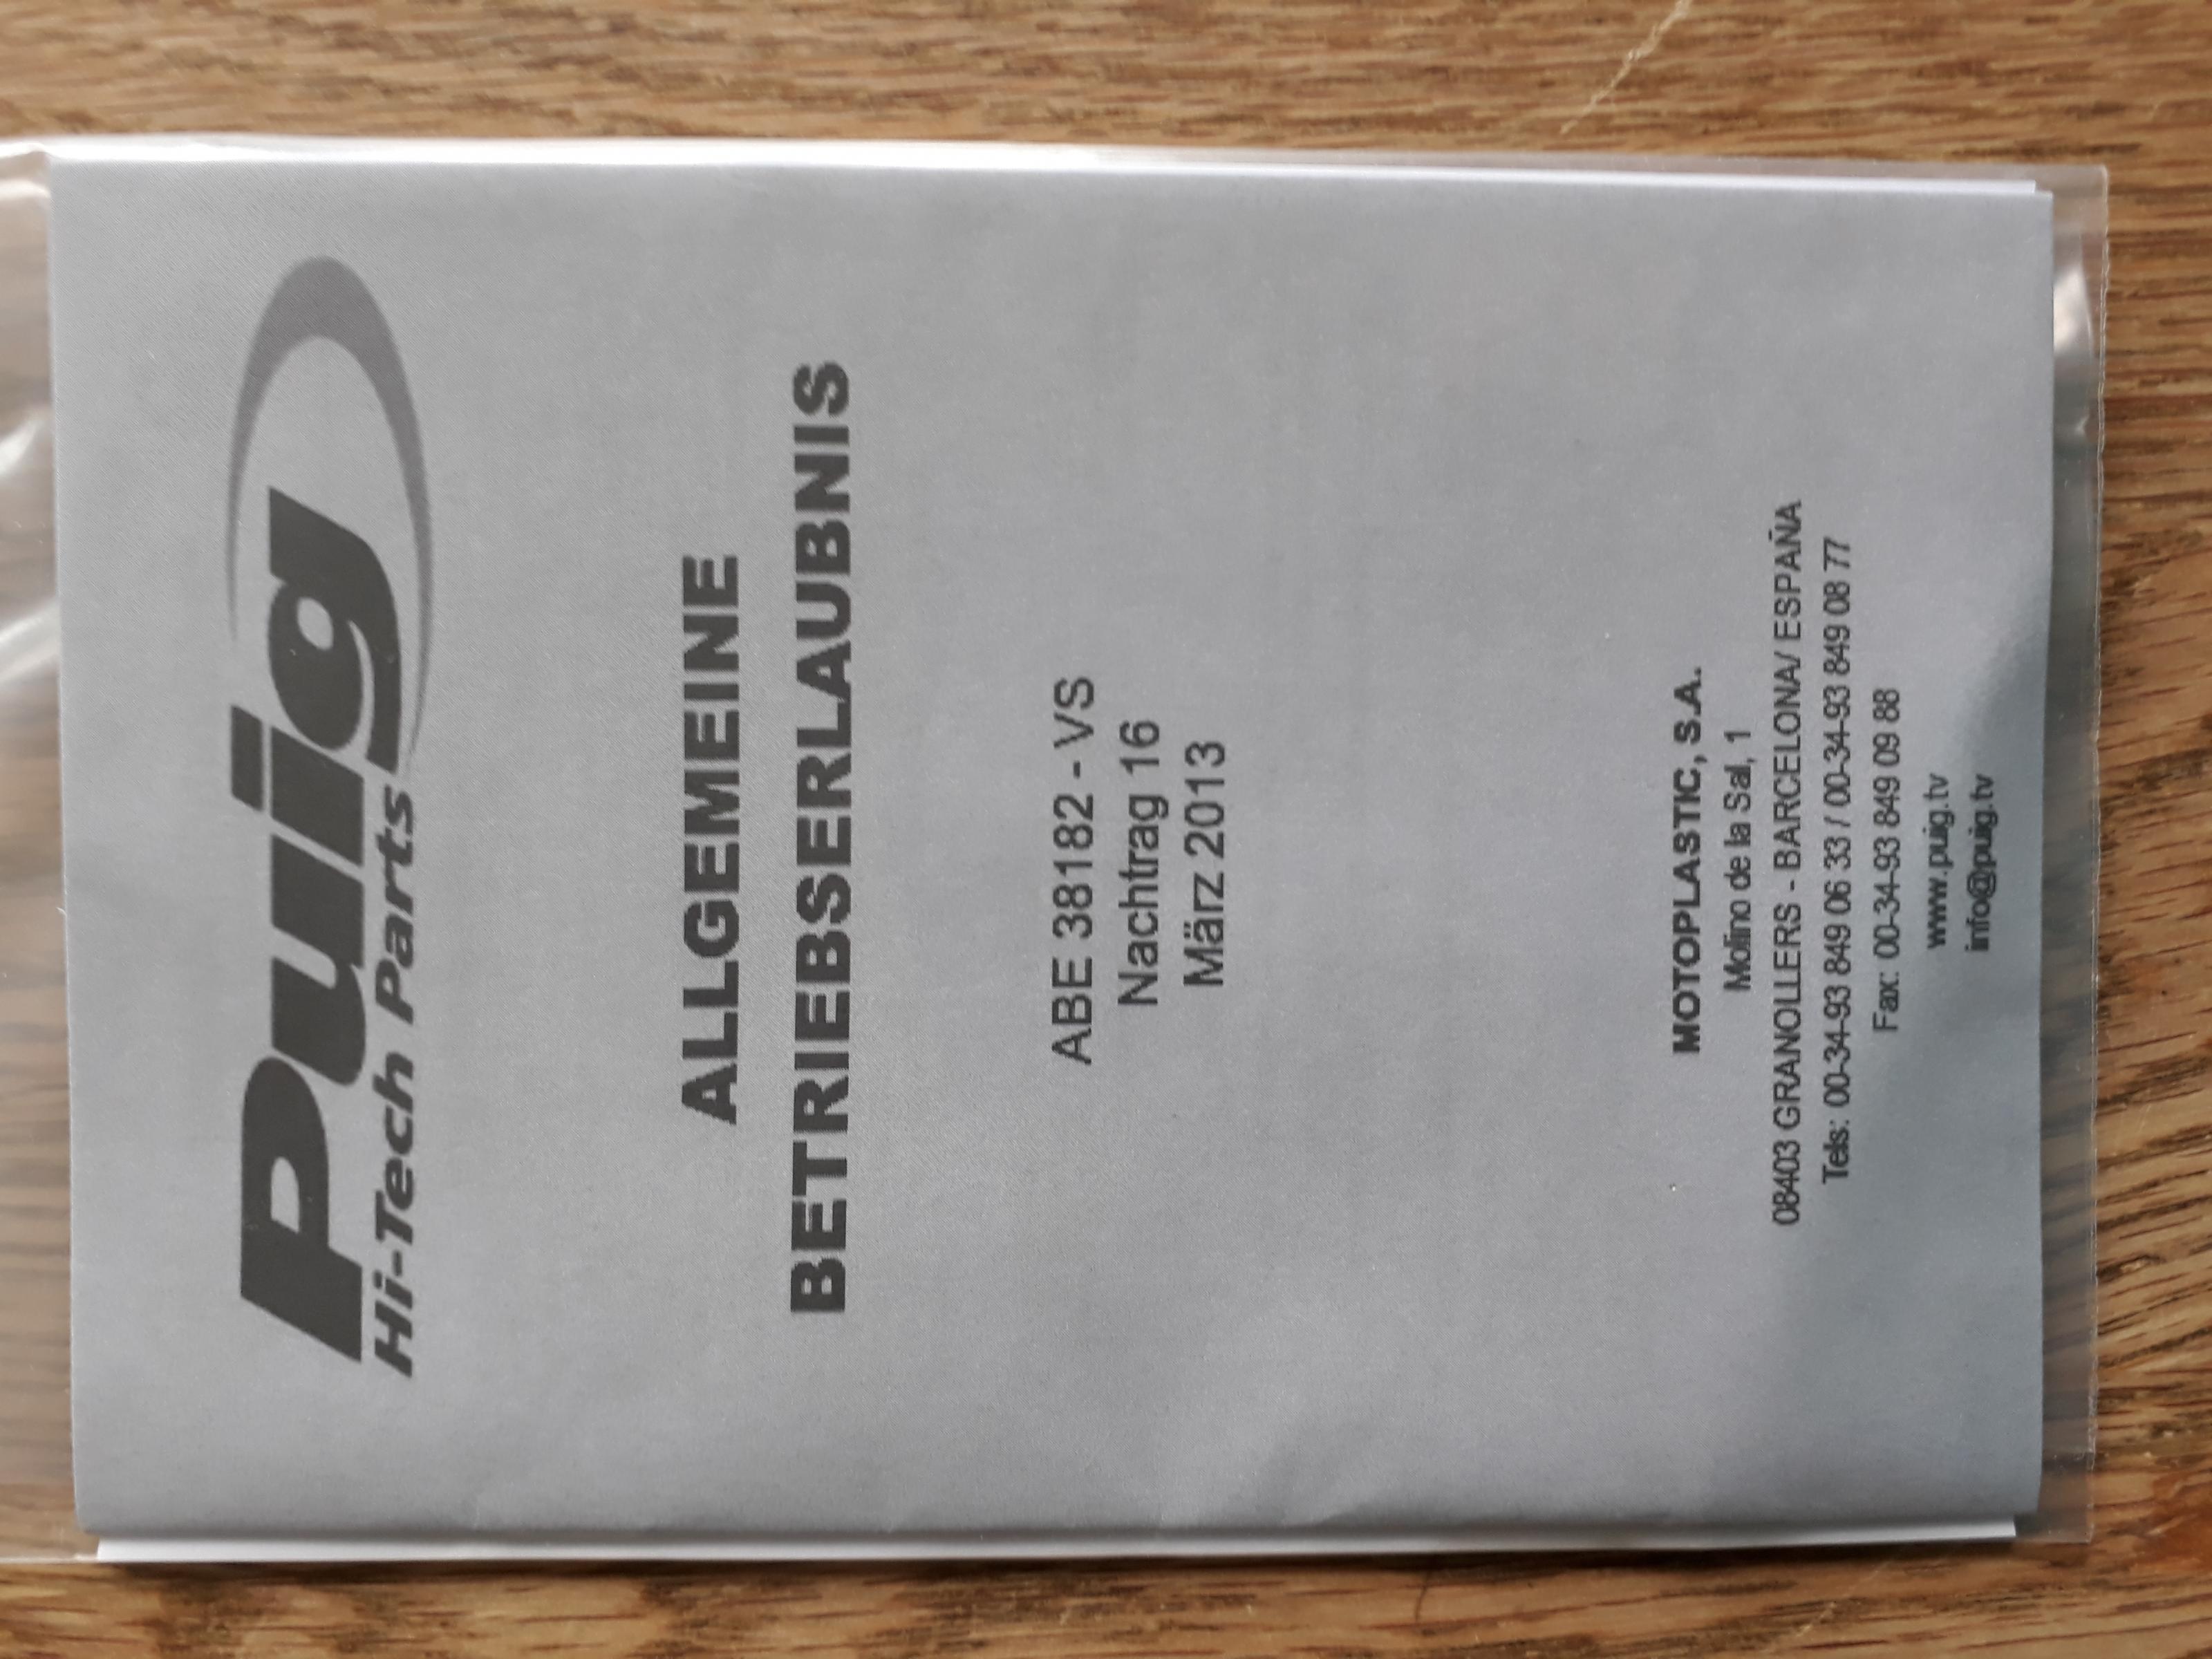 Puig
Hi-Tech Parts
ALLGEMEINE
BETRIEBSERLAUBNIS
ABE 38182 - VS
Nachtrag 16
März 2013
MOTOPLASTIC, S.A.
Molino de la Sal, 1
08403 GRANOLLERS - BARCELONA/ ESPAÑA
Tels: 00-34-93 849 06 33 / 00-34-93 849 08 77
Fax: 00-34-93 849 09 88
www.puig.tv
info@puig.tv